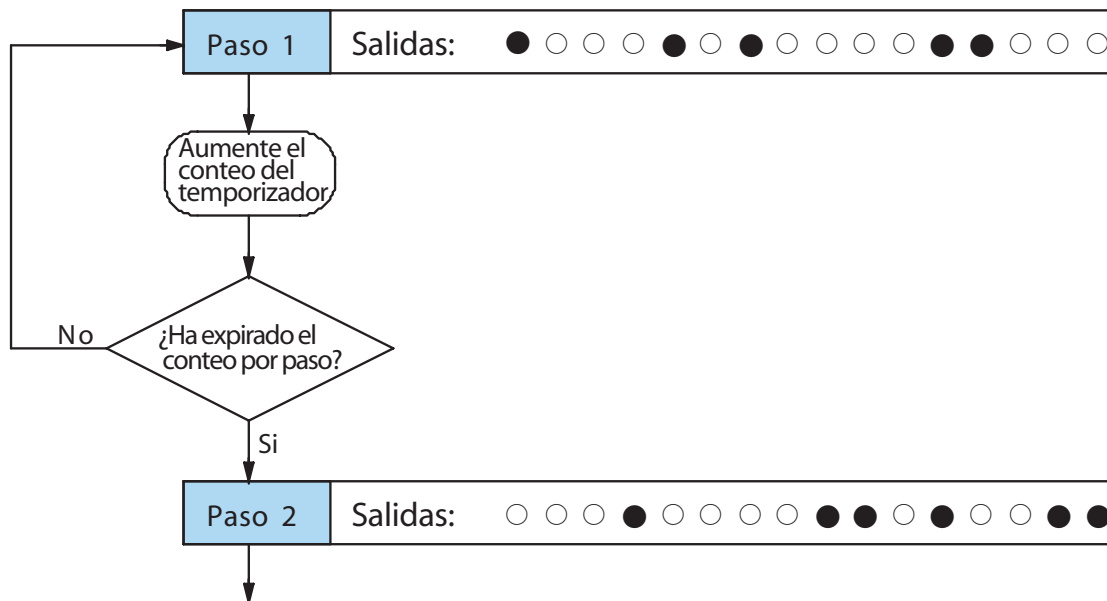 Paso 1 Salidas:
Aumente el
conteo del
temporizador
¿Ha expirado el
conteo por paso?
No
Si
Paso 2 Salidas: